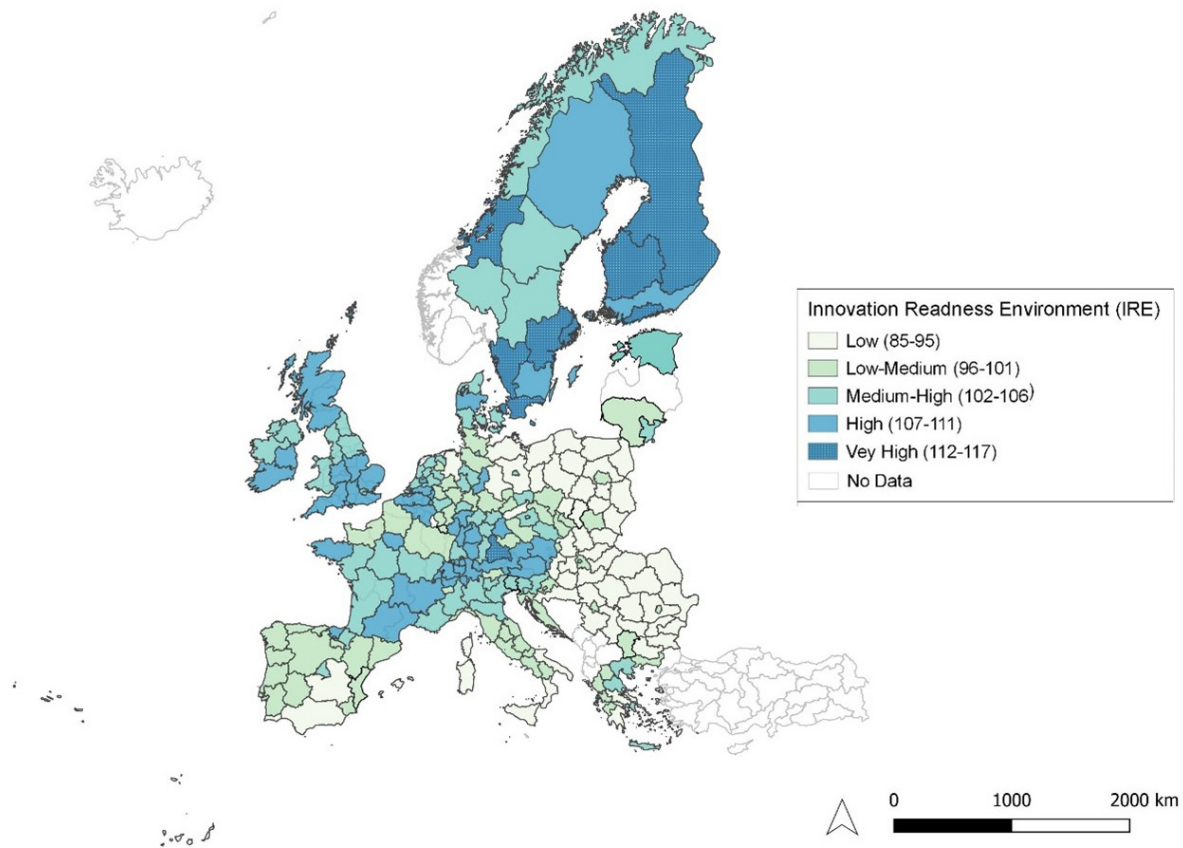 Innovation Readiness Environment (IRE)
Low (85-95)
Low-Medium (96-101)
Medium-High (102-106)
High (107-111)
Vey High (112-117)
No Data
0 1000 2000 km